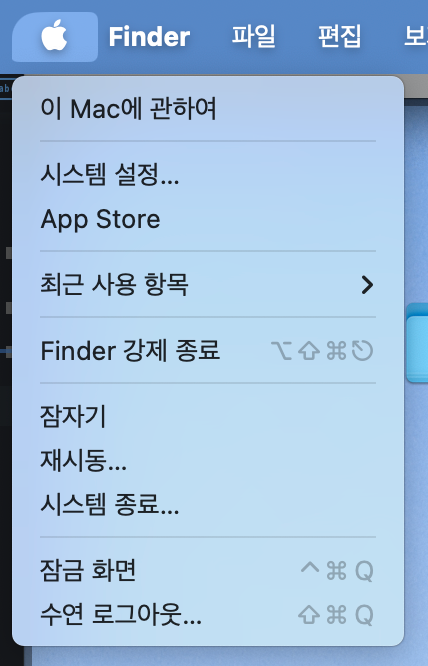 Finder 파일 편집
이 Mac에 관하여
시스템 설정...
App Store
최근 사용 항목
Finder 강제 종료 ⌥⇧⌘⎋
잠자기
재시동...
시스템 종료...
잠금 화면 ^⌘Q
수연 로그아웃... ⇧⌘Q